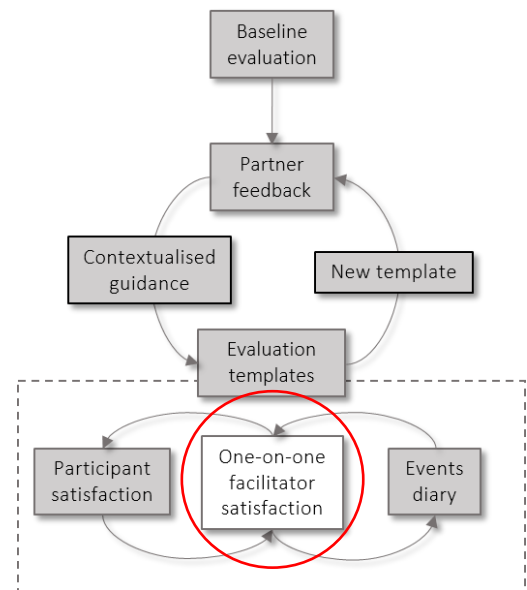 Baseline
evaluation
Partner
feedback
Contextualised
guidance
New template
Evaluation
templates
Participant
satisfaction
One-on-one
facilitator
satisfaction
Events
diary